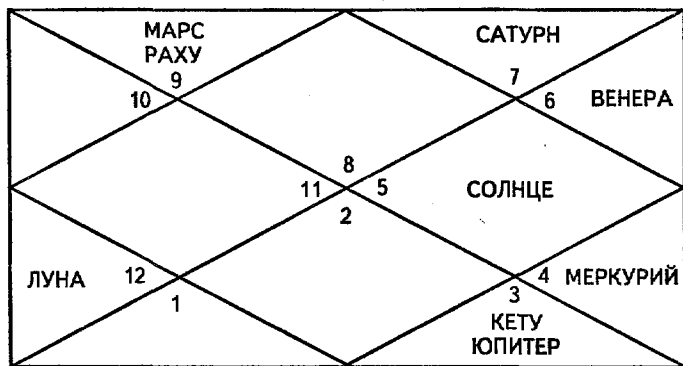 МАРС
РАХУ
САТУРН
9
7
10
6
ВЕНЕРА
8
11
5
СОЛНЦЕ
2
ЛУНА
12
4
МЕРКУРИЙ
1
3
КЕТУ
ЮПИТЕР